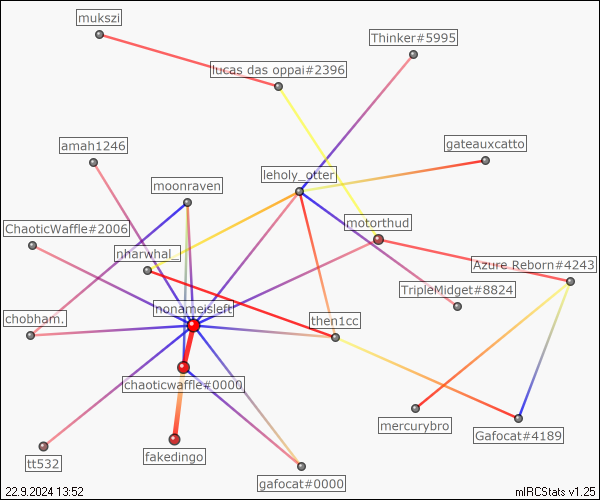 mukszi
Thinker#5995
lucas das oppai#2396
amah1246
gateauxcatto
leholy_otter
moonraven
ChaoticWaffle#2006
motorthud
nharwhal_
Azure Reborn#4243
TripleMidget#8824
nonameisleft
chobham.
then1cc
chaoticwaffle#0000
mercurybro
Gafocat#4189
fakedingo
tt532
gafocat#0000
22.9.2024 13:52
mIRCStats v1.25